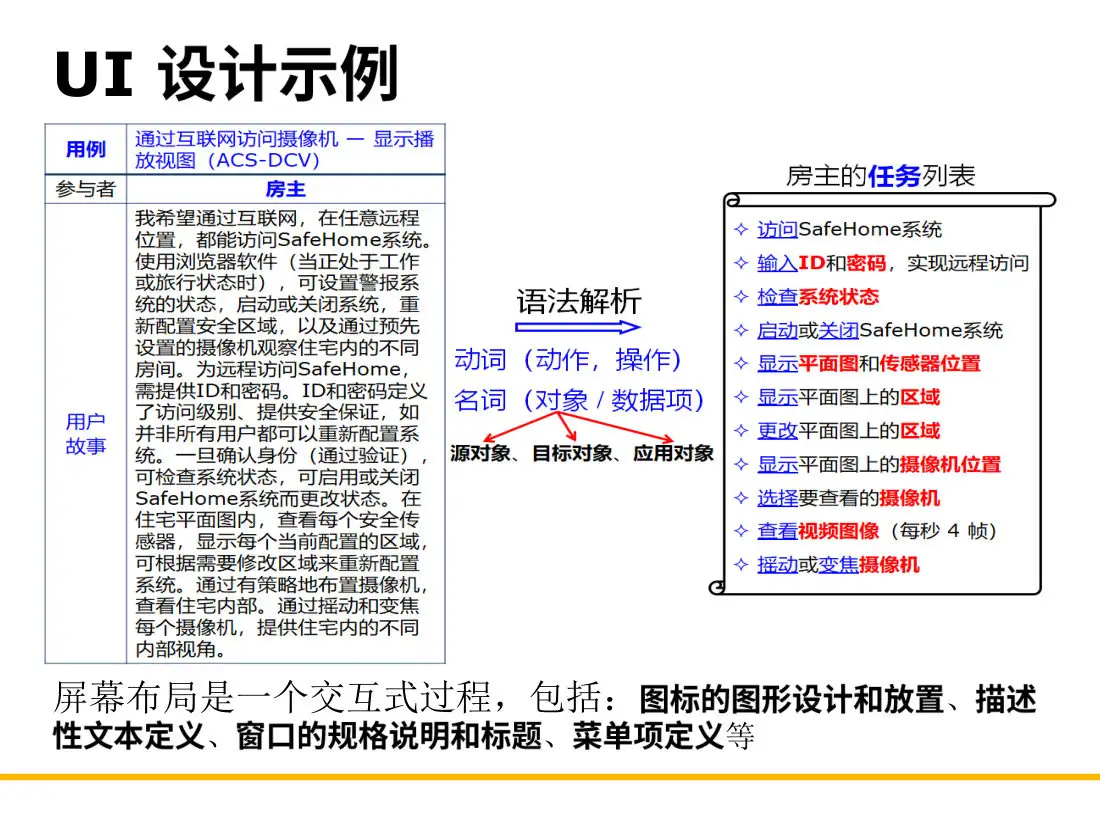 UI 设计示例
用例
通过互联网访问摄像机 — 显示播
放视图（ACS-DCV）
参与者
房主
用户
故事
我希望通过互联网，在任意远程
位置，都能访问SafeHome系统。
使用浏览器软件（当正处于工作
或旅行状态时），可设置警报系
统的状态，启动或关闭系统，重
新配置安全区域，以及通过预先
设置的摄像机观察住宅内的不同
房间。为远程访问SafeHome，
需提供ID和密码。ID和密码定义
了访问级别、提供安全保证，如
并非所有用户都可以重新配置系
统。一旦确认身份（通过验证），
可检查系统状态，可启用或关闭
SafeHome系统而更改状态。在
住宅平面图内，查看每个安全传
感器，显示每个当前配置的区域，
可根据需要修改区域来重新配置
系统。通过有策略地布置摄像机，
查看住宅内部。通过摇动和变焦
每个摄像机，提供住宅内的不同
内部视角。
语法解析
动词（动作，操作）
名词（对象 / 数据项）
源对象、目标对象、应用对象
房主的任务列表
✧ 访问SafeHome系统
✧ 输入ID和密码，实现远程访问
✧ 检查系统状态
✧ 启动或关闭SafeHome系统
✧ 显示平面图和传感器位置
✧ 显示平面图上的区域
✧ 更改平面图上的区域
✧ 显示平面图上的摄像机位置
✧ 选择要查看的摄像机
✧ 查看视频图像（每秒 4 帧）
✧ 摇动或变焦摄像机
屏幕布局是一个交互式过程，包括：图标的图形设计和放置、描述
性文本定义、窗口的规格说明和标题、菜单项定义等